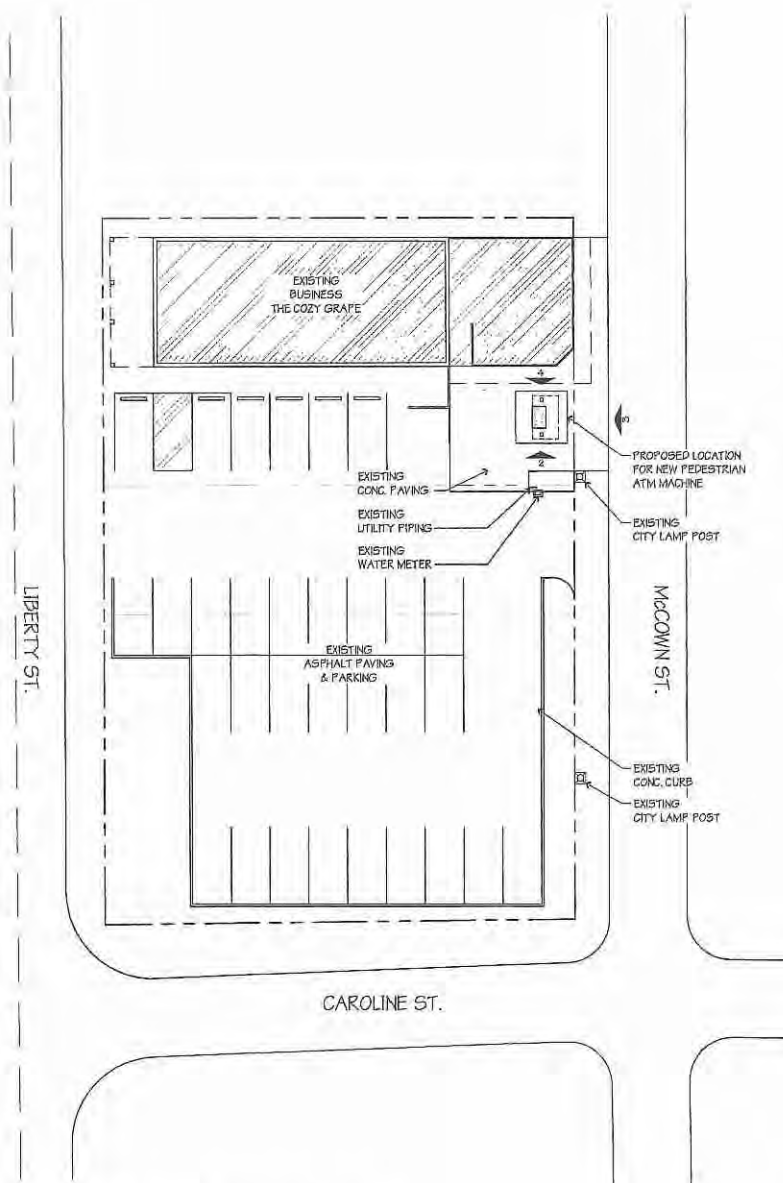 EXISTING
BUSINESS
THE COZY GRAPE
4
3
2
PROPOSED LOCATION
FOR NEW PEDESTRIAN
ATM MACHINE
EXISTING
CONC. PAVING
EXISTING
UTILITY PIPING
EXISTING
WATER METER
EXISTING
CITY LAMP POST
LIBERTY ST.
McCOWN ST.
EXISTING
ASPHALT PAVING
& PARKING
EXISTING
CONC. CURB
EXISTING
CITY LAMP POST
CAROLINE ST.